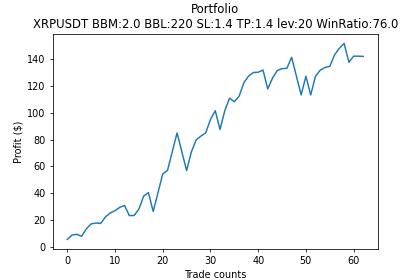 Portfolio
XRPUSDT BBM:2.0 BBL:220 SL:1.4 TP:1.4 lev:20 WinRatio:76.0
140
120
100
80
60
40
20
0
Profit ($)
0 10 20 30 40 50 60
Trade counts